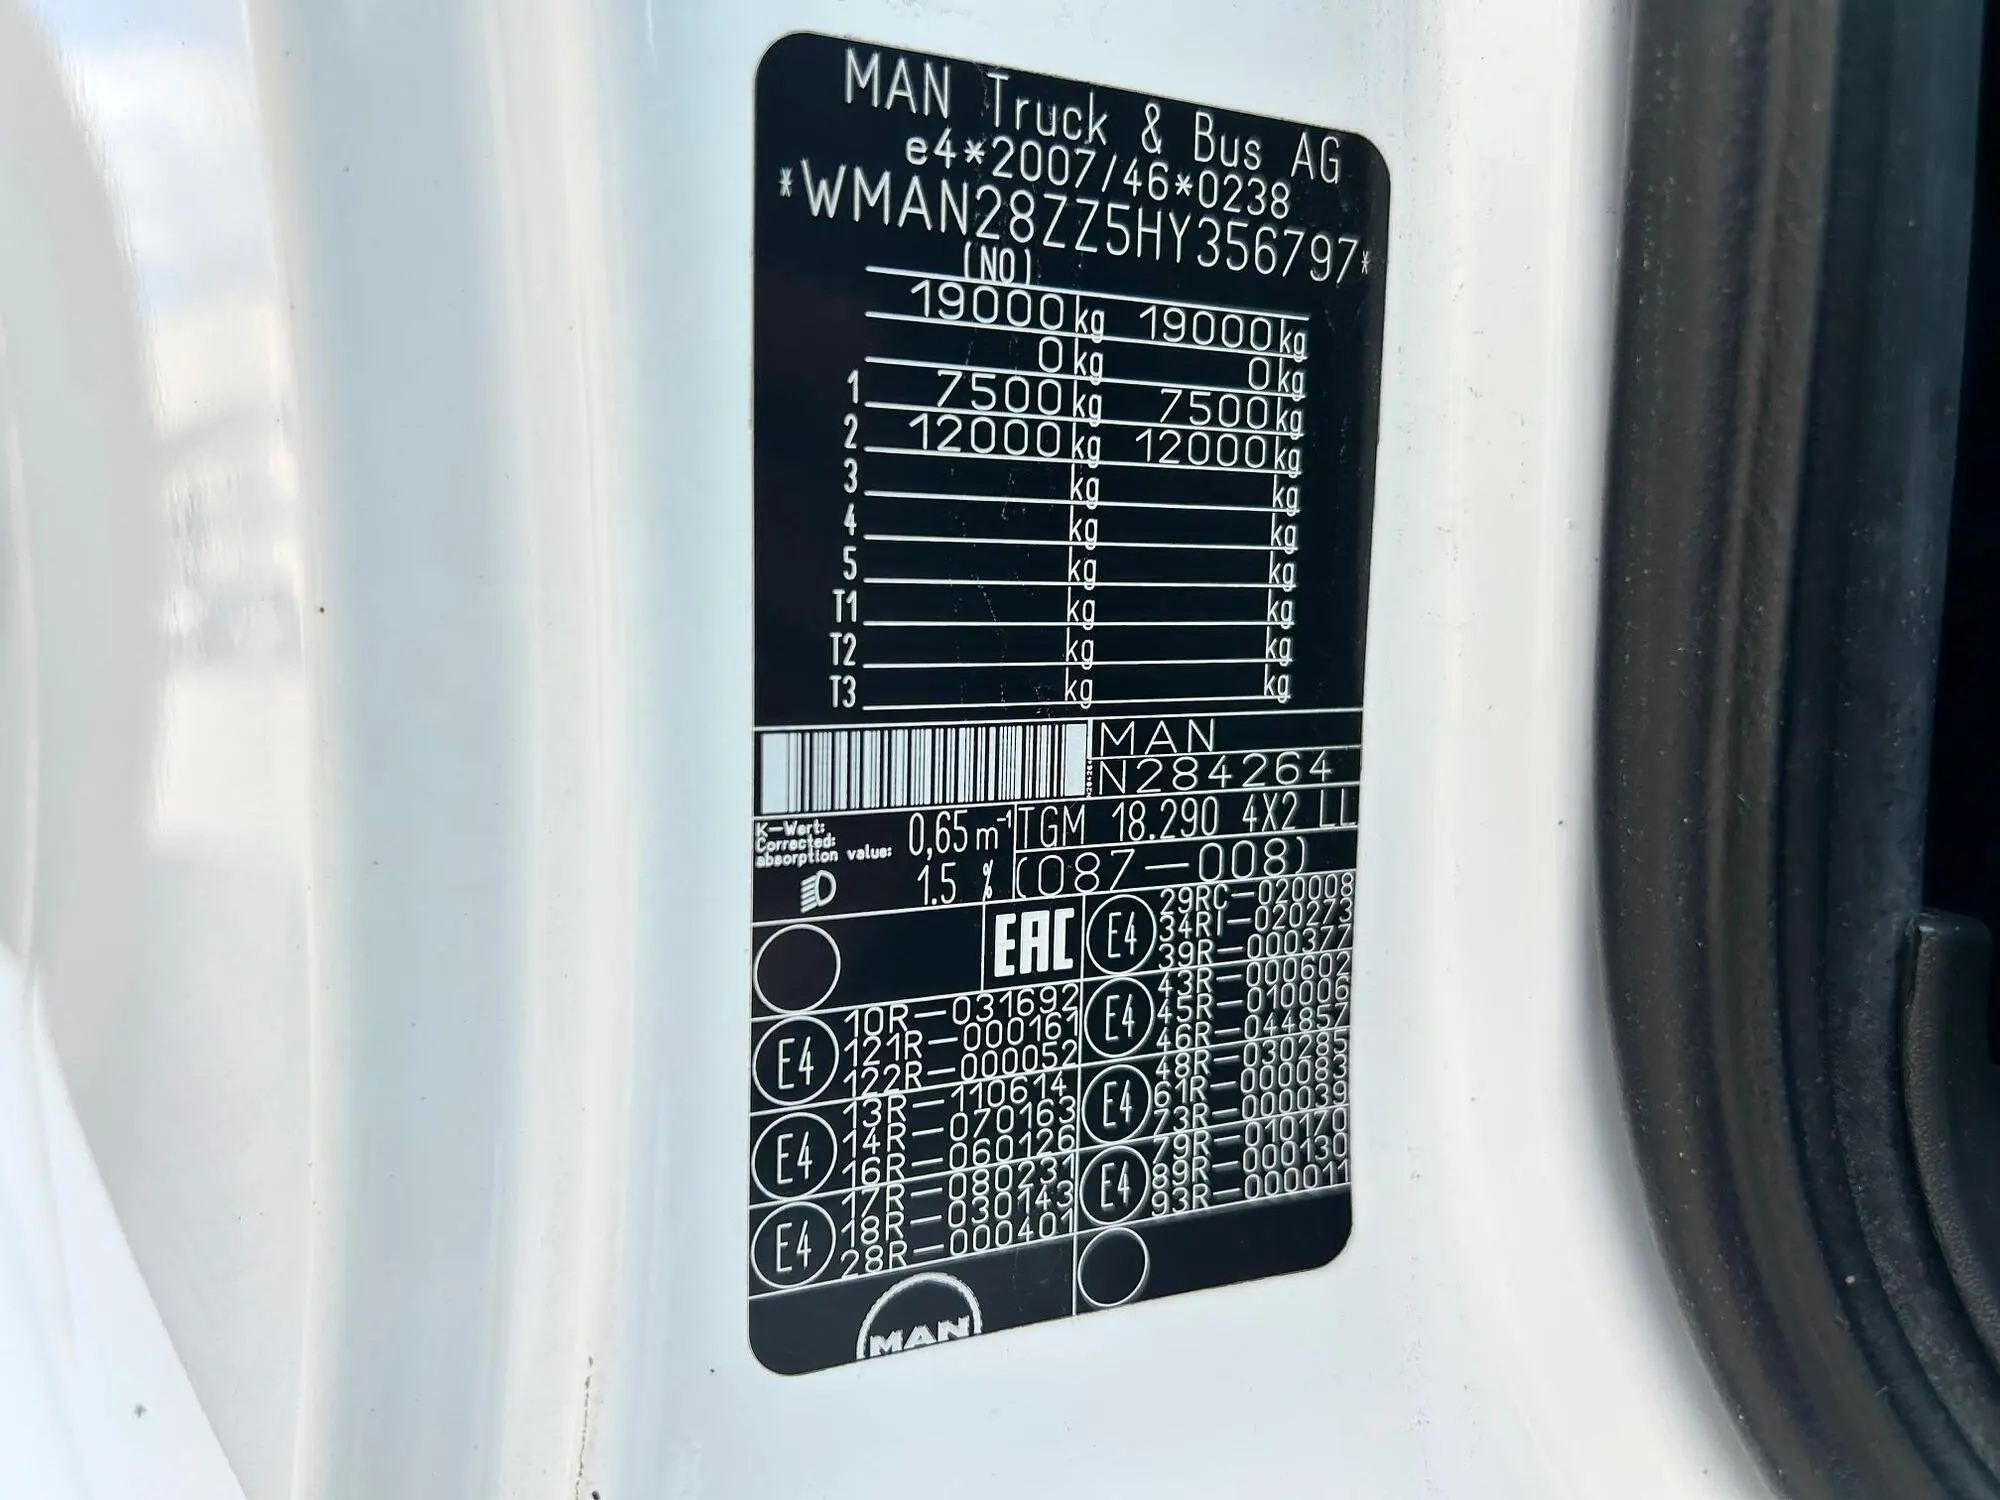 MAN Truck & Bus AG
e4*2007/46*0238
*WMAN28ZZ5HY356797*
(NO)
19000 kg 19000 kg
0 kg 0 kg
1 7500 kg 7500 kg
2 12000 kg 12000 kg
3 kg kg
4 kg kg
5 kg kg
T1 kg kg
T2 kg kg
T3 kg kg
MAN
N284264
N284264
K-Wert:
Corrected:
absorption value: 0,65 m⁻¹
1.5 %
TGM 18.290 4X2 LL
(087-008)
EAC
E4
10R-031692
121R-000161
122R-000052
E4
13R-110614
14R-070163
16R-060126
E4
17R-080231
18R-030143
28R-000401
E4
29RC-020008
34RI-020273
39R-000377
E4
43R-000602
45R-010006
46R-044857
E4
48R-030285
61R-000083
73R-000039
E4
79R-010170
89R-000130
93R-000011
MAN